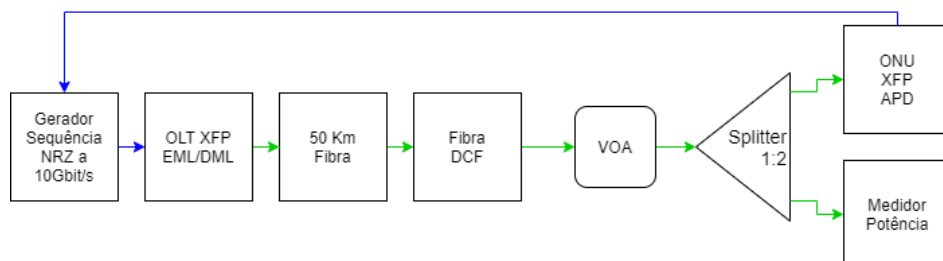 Gerador
Sequência
NRZ a
10Gbit/s
OLT XFP
EML/DML
50 Km
Fibra
Fibra
DCF
VOA
Splitter
1:2
ONU
XFP
APD
Medidor
Potência